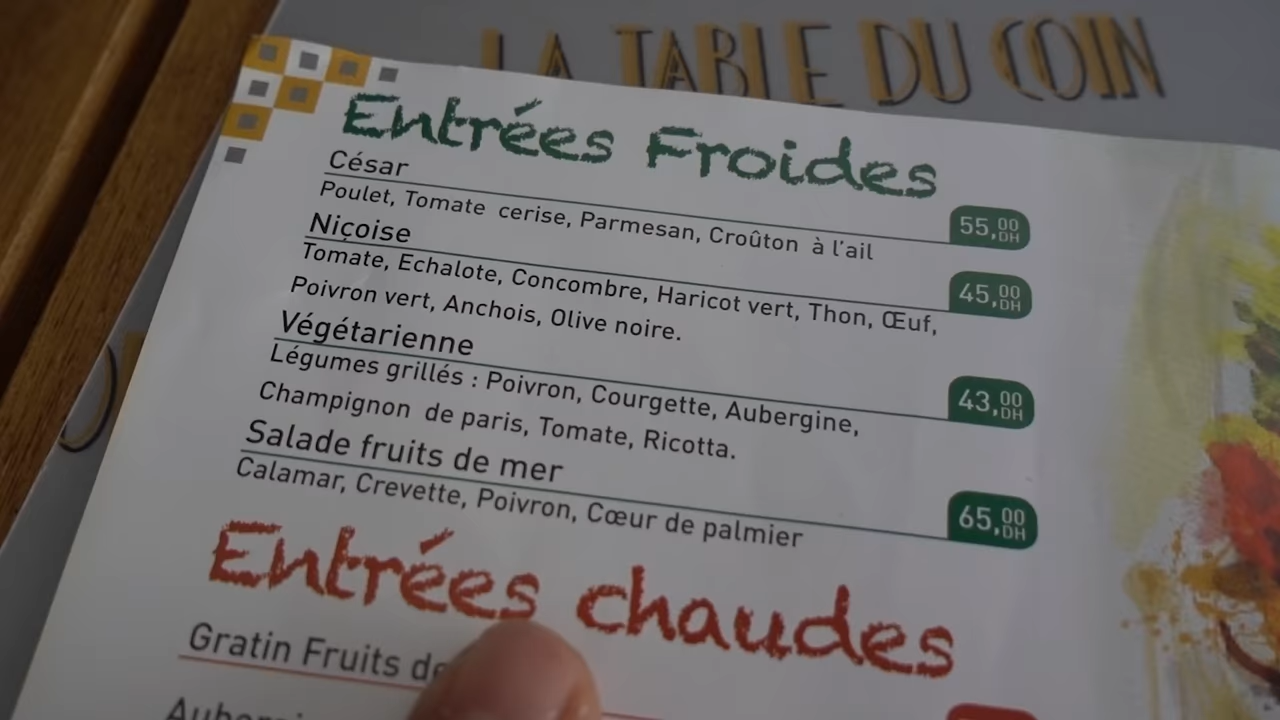 LA TABLE DU COIN
Entrées Froides
César
55,00 DH
Poulet, Tomate cerise, Parmesan, Croûton à l'ail
Niçoise
45,00 DH
Tomate, Echalote, Concombre, Haricot vert, Thon, Œuf,
Poivron vert, Anchois, Olive noire.
Végétarienne
43,00 DH
Légumes grillés : Poivron, Courgette, Aubergine,
Champignon de paris, Tomate, Ricotta.
Salade fruits de mer
65,00 DH
Calamar, Crevette, Poivron, Cœur de palmier
Entrées chaudes
Gratin Fruits de